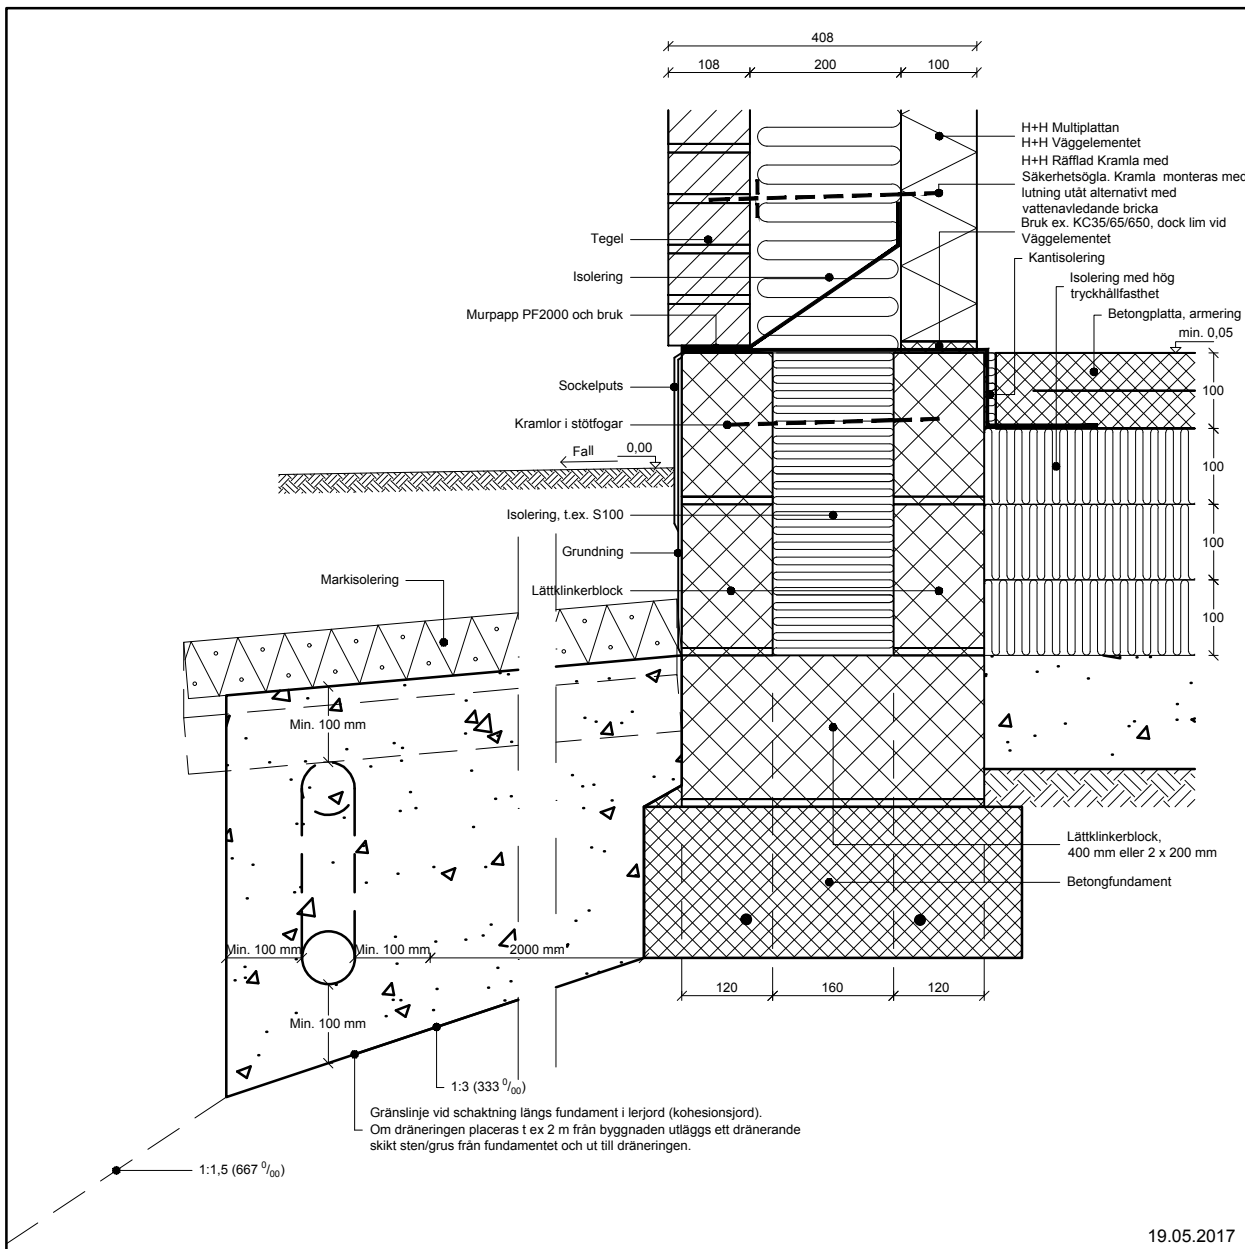 408
108
200
100
H+H Multiplattan
H+H Väggelementet
H+H Räfflad Kramla med
Säkerhetsögla. Kramla monteras med
lutning utåt alternativt med
vattenavledande bricka
Bruk ex. KC35/65/650, dock lim vid
Väggelementet
Kantisolering
Isolering med hög
tryckhållfasthet
Betongplatta, armering
min. 0,05
Tegel
Isolering
Murpapp PF2000 och bruk
Sockelputs
Kramlor i stötfogar
Fall
0,00
Isolering, t.ex. S100
Grundning
Markisolering
Lättklinkerblock
100
100
100
100
Min. 100 mm
Lättklinkerblock,
400 mm eller 2 x 200 mm
Betongfundament
Min. 100 mm
Min. 100 mm
2000 mm
120
160
120
Min. 100 mm
1:3 (333 0/00)
Gränslinje vid schaktning längs fundament i lerjord (kohesionsjord).
Om dräneringen placeras t ex 2 m från byggnaden utläggs ett dränerande
skikt sten/grus från fundamentet och ut till dräneringen.
1:1,5 (667 0/00)
19.05.2017